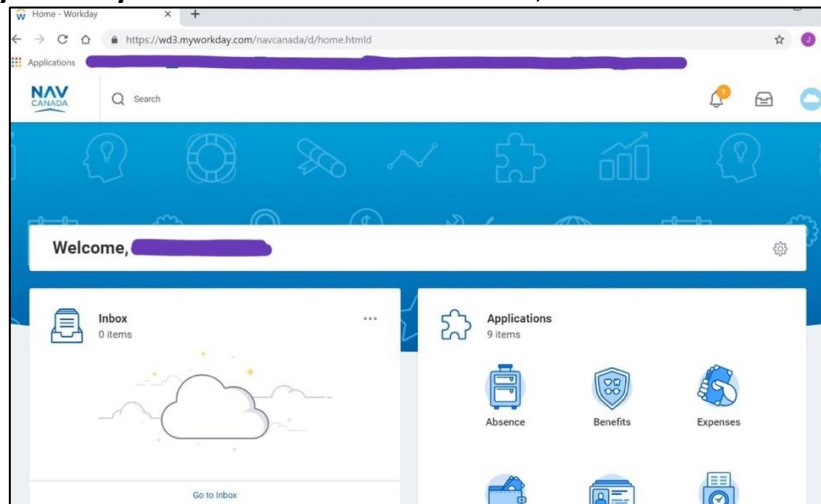 Home - Workday
https://wd3.myworkday.com/navcanada/d/home.htmld
Applications
NAV
CANADA
Search
1
J
Welcome,
Inbox
0 items
Applications
9 items
Absence
Benefits
Expenses
Go to Inbox